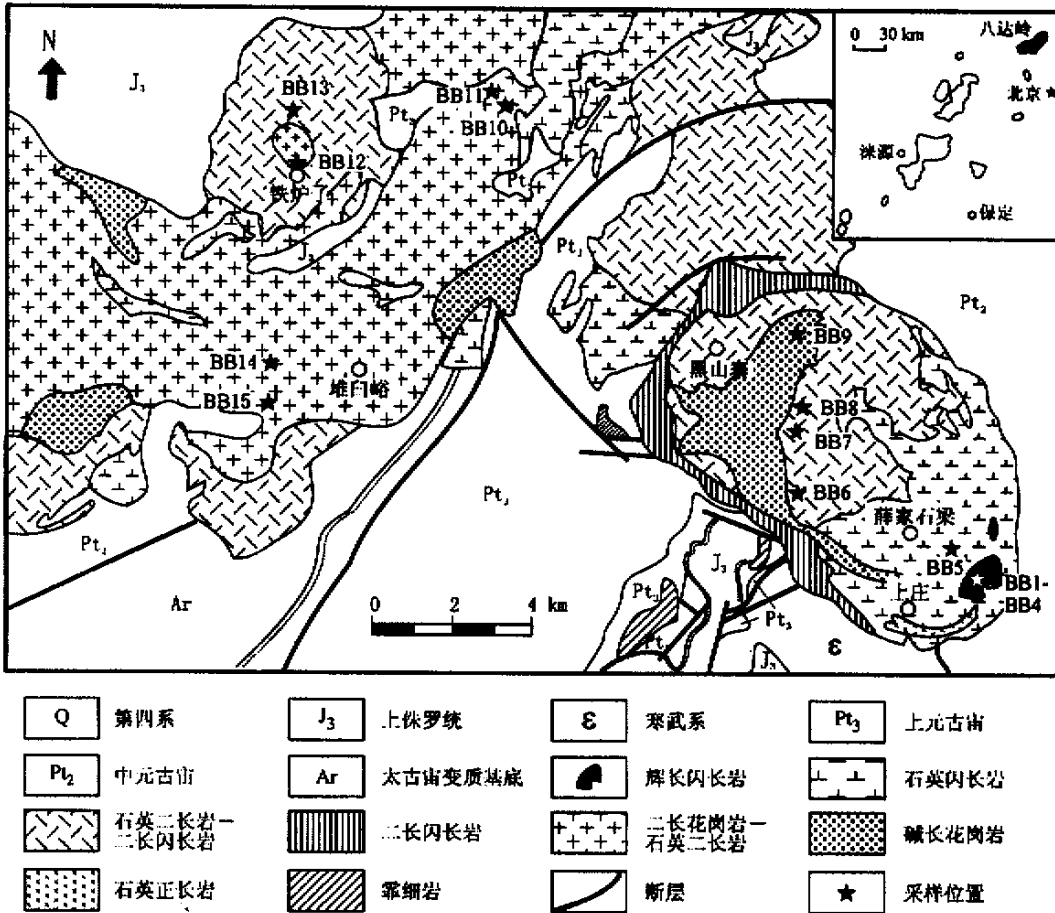 N
J₃
BB13
BB12
铁炉子
J₃
Pt₂
BB11
BB10
Pt₂
J₃
0 30 km
八达岭
北京
涞源
保定
Pt₃
Pt₂
BB14
堆臼峪
BB15
Pt₂
Ar
Pt₃
0 2 4 km
黑山寨
BB9
BB8
BB7
BB6
薛家石梁
BB5
BB1-
-BB4
上庄
J₃
Pt₂
Pt₃
J₃
ε
Q 第四系
J₃ 上侏罗统
ε 寒武系
Pt₃ 上元古宙
Pt₂ 中元古宙
Ar 太古宙变质基底
辉长闪长岩
石英闪长岩
石英二长岩－
二长闪长岩
二长闪长岩
二长花岗岩－
石英二长岩
碱长花岗岩
石英正长岩
霏细岩
断层
采样位置